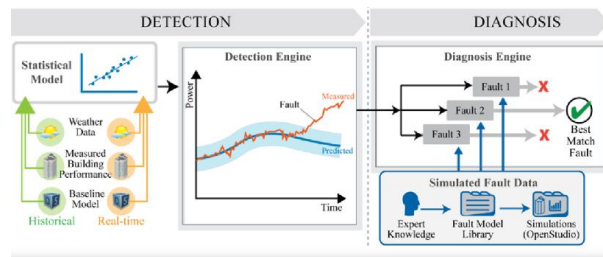 DETECTION
DIAGNOSIS
Statistical
Model
Weather
Data
Measured
Building
Performance
Baseline
Model
Historical
Real-time
Detection Engine
Power
Fault
Measured
Predicted
Time
Diagnosis Engine
Fault 1
Fault 2
Fault 3
Best
Match
Fault
Simulated Fault Data
Expert
Knowledge
Fault Model
Library
Simulations
(OpenStudio)